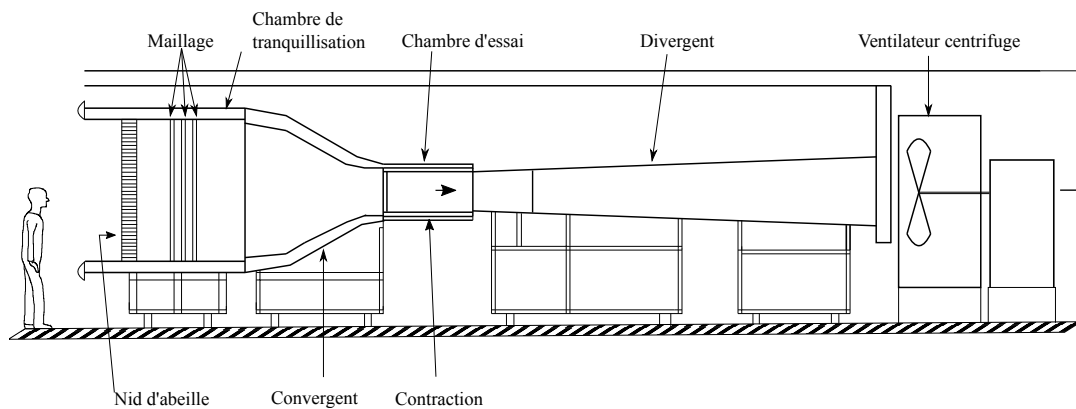 Chambre de
tranquillisation
Maillage
Chambre d'essai
Divergent
Ventilateur centrifuge
Nid d'abeille
Convergent
Contraction